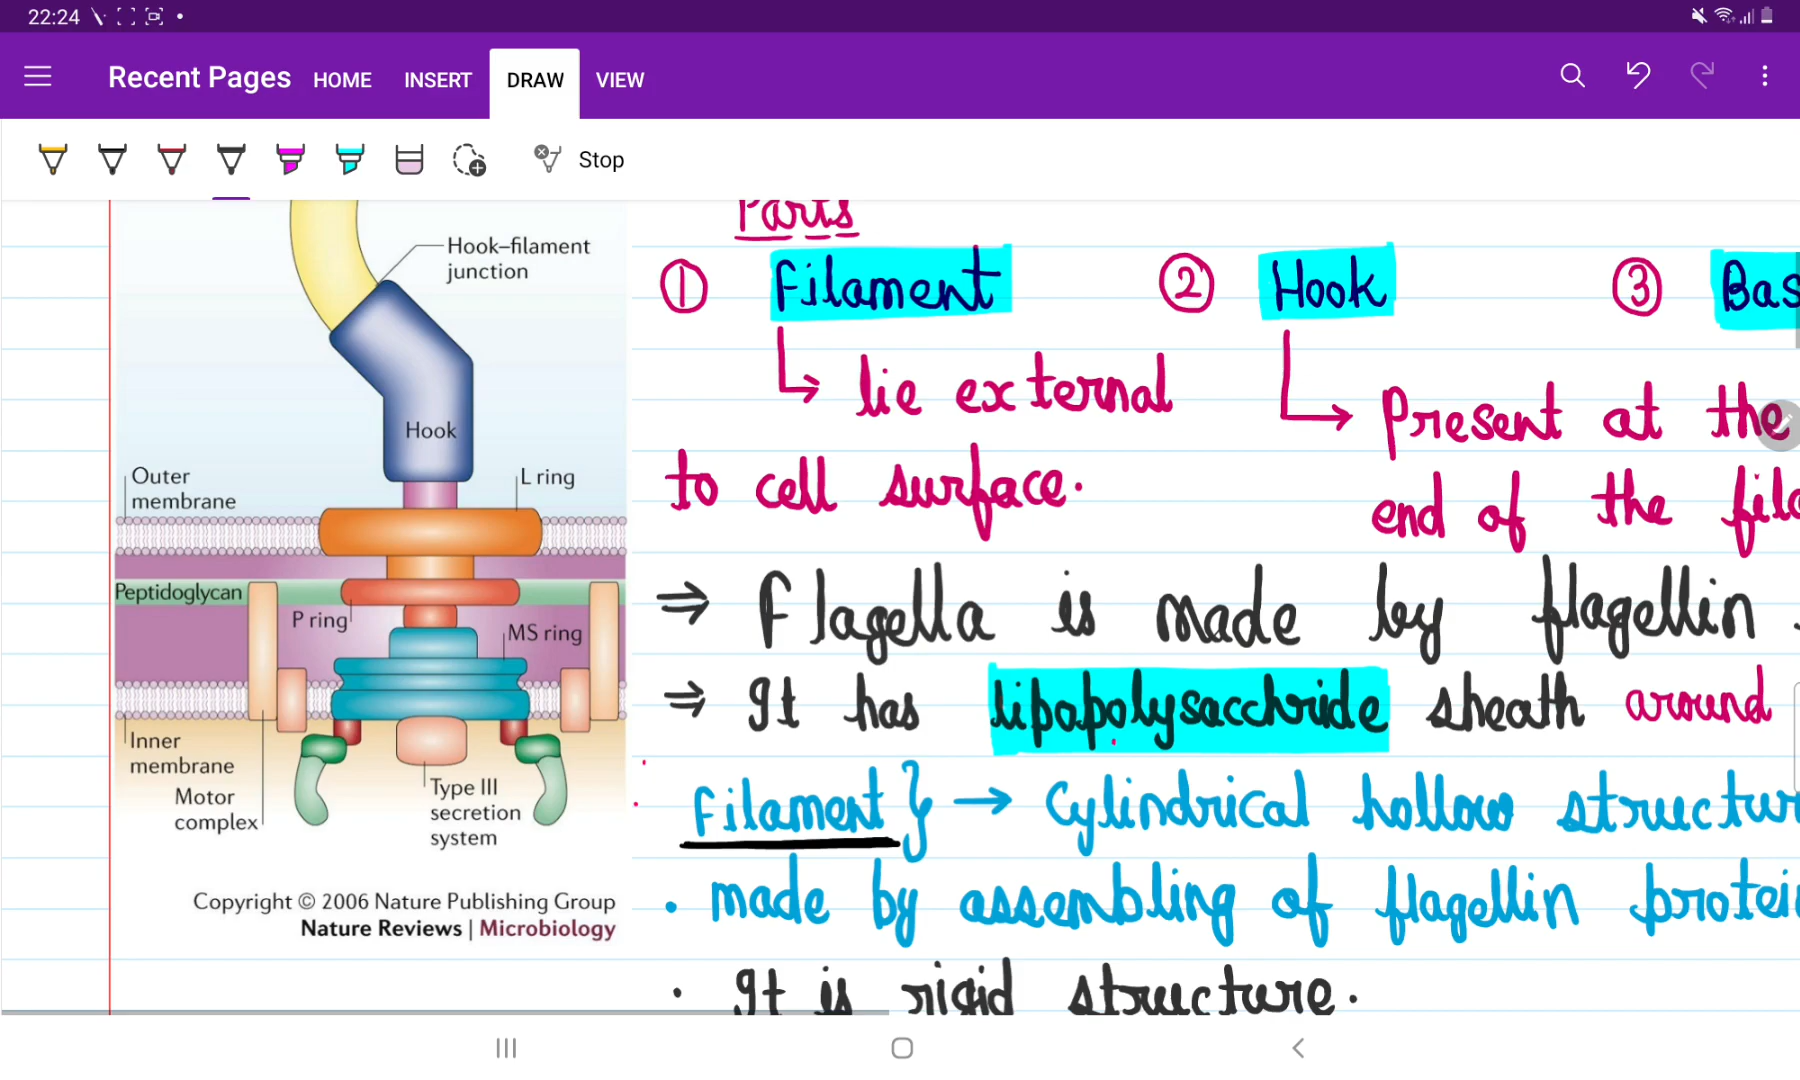 22:24
Recent Pages HOME INSERT DRAW VIEW
Stop
Hook–filament
junction
Hook
Outer
membrane
L ring
Peptidoglycan
P ring
MS ring
Inner
membrane
Motor
complex
Type III
secretion
system
Copyright © 2006 Nature Publishing Group
Nature Reviews | Microbiology
Parts
① Filament ② Hook ③ Bas
↳ lie external
to cell surface.
↳ Present at the
end of the fila
⇒ Flagella is made by flagellin
⇒ It has lipopolysacchride sheath around
Filament } → Cylindrical hollow structur
• made by assembling of flagellin protei
• It is rigid structure.